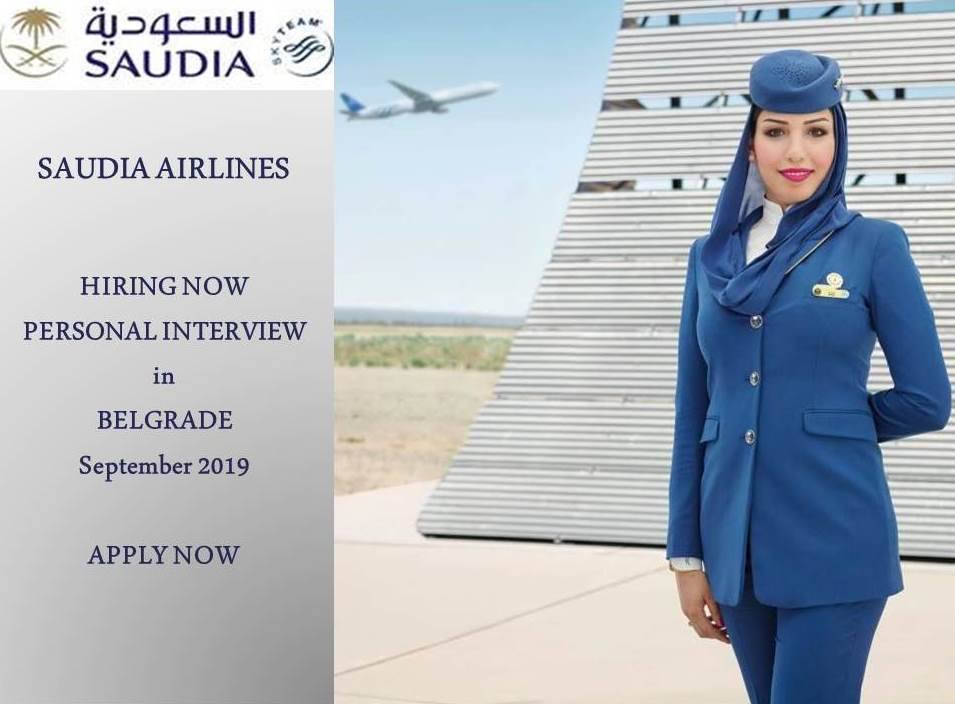 السعودية
SAUDIA
SKYTEAM
SAUDIA AIRLINES
HIRING NOW
PERSONAL INTERVIEW
in
BELGRADE
September 2019
APPLY NOW